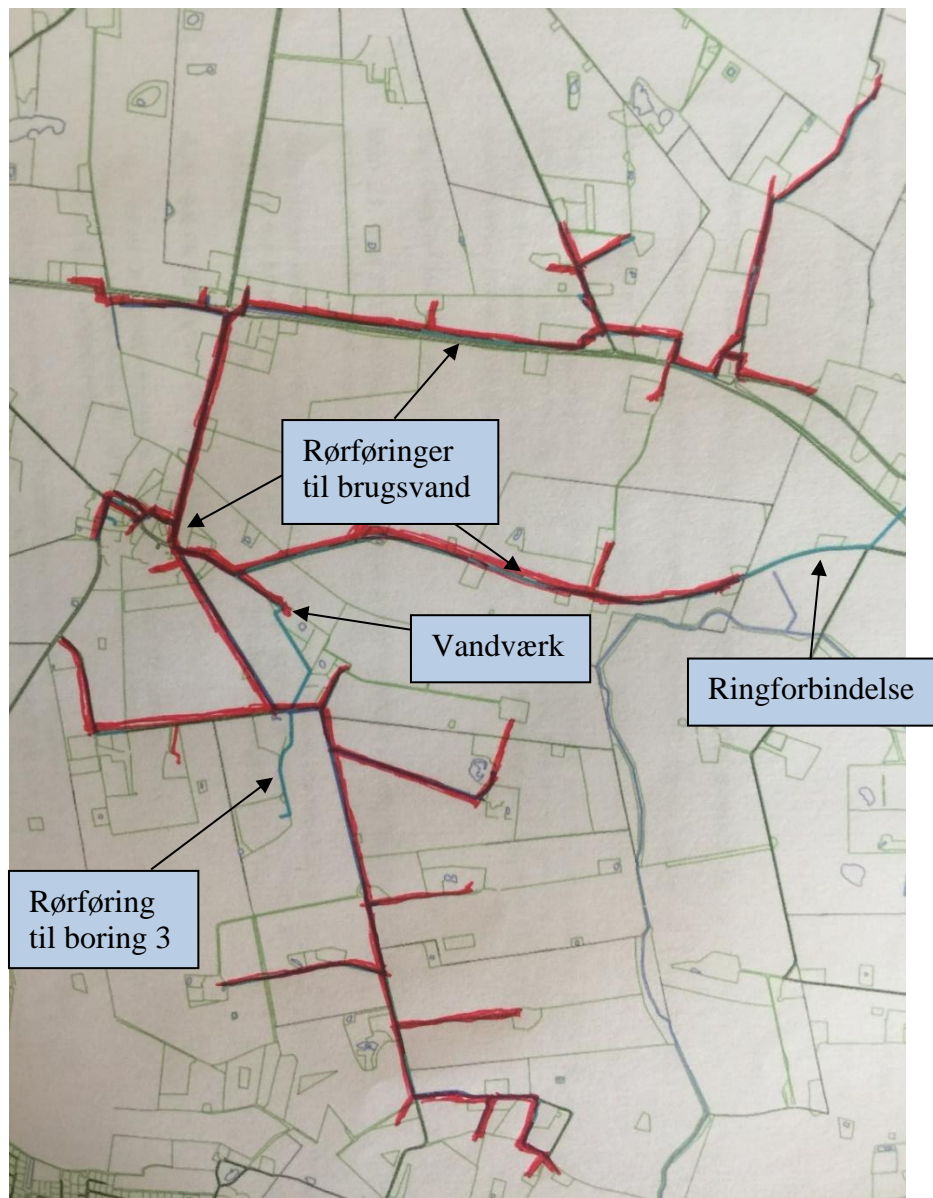 Rørføringer
til brugsvand
Vandværk
Ringforbindelse
Rørføring
til boring 3